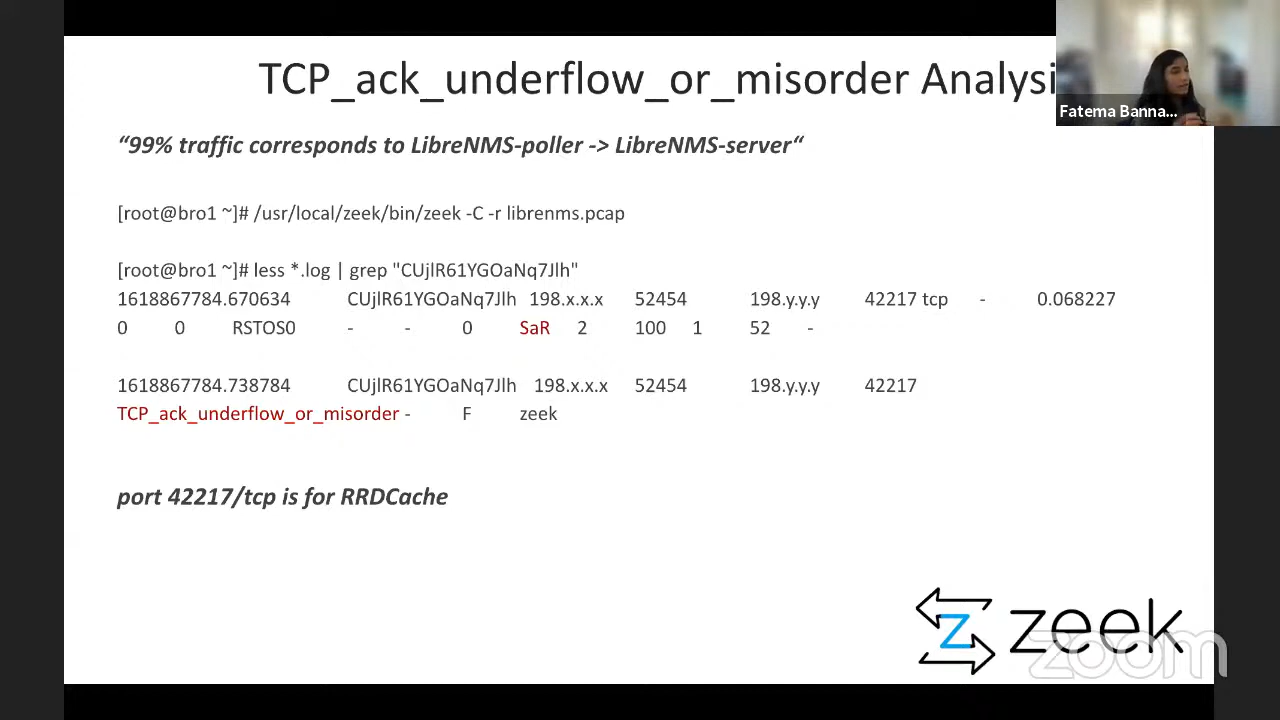 TCP_ack_underflow_or_misorder Analysi
Fatema Banna...
“99% traffic corresponds to LibreNMS-poller -> LibreNMS-server“
[root@bro1 ~]# /usr/local/zeek/bin/zeek -C -r librenms.pcap
[root@bro1 ~]# less *.log | grep "CUjlR61YGOaNq7Jlh"
1618867784.670634 CUjlR61YGOaNq7Jlh 198.x.x.x 52454 198.y.y.y 42217 tcp - 0.068227
0 0 RSTOS0 - - 0 SaR 2 100 1 52 -
1618867784.738784 CUjlR61YGOaNq7Jlh 198.x.x.x 52454 198.y.y.y 42217
TCP_ack_underflow_or_misorder - F zeek
port 42217/tcp is for RRDCache
z zeek
zoom